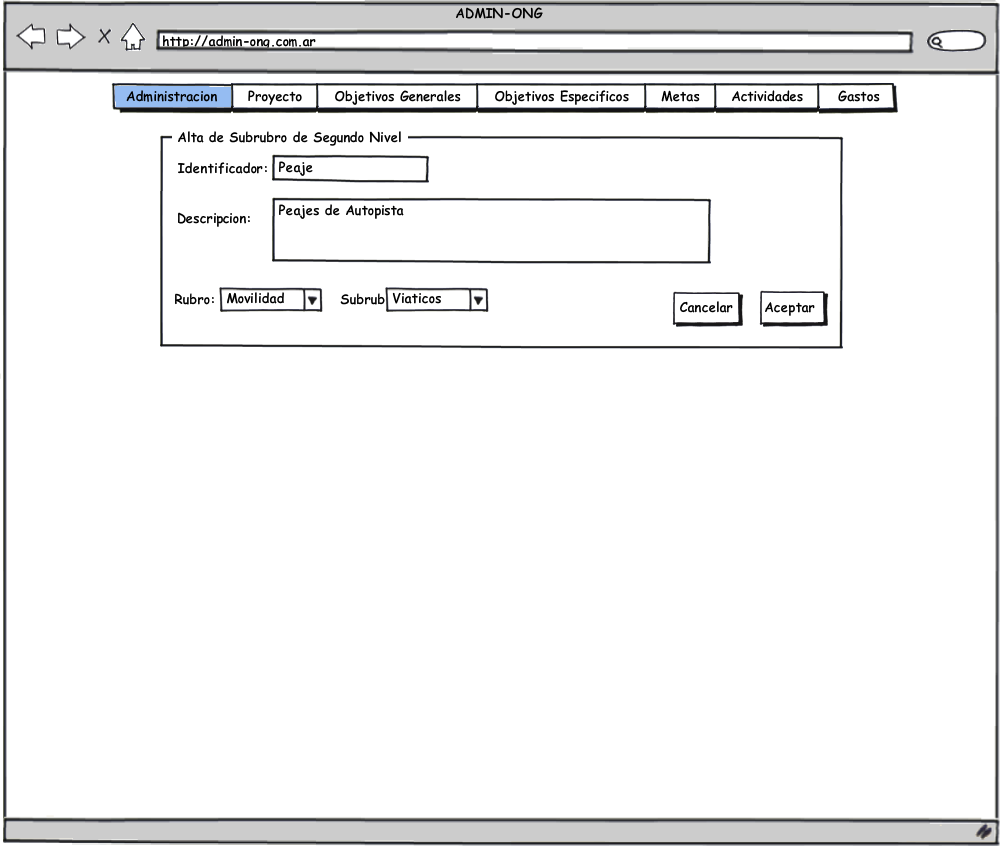 ADMIN-ONG
http://admin-ong.com.ar
Administracion Proyecto Objetivos Generales Objetivos Especificos Metas Actividades Gastos
Alta de Subrubro de Segundo Nivel
Identificador: Peaje
Descripcion: Peajes de Autopista
Rubro: Movilidad Subrub Viaticos Cancelar Aceptar